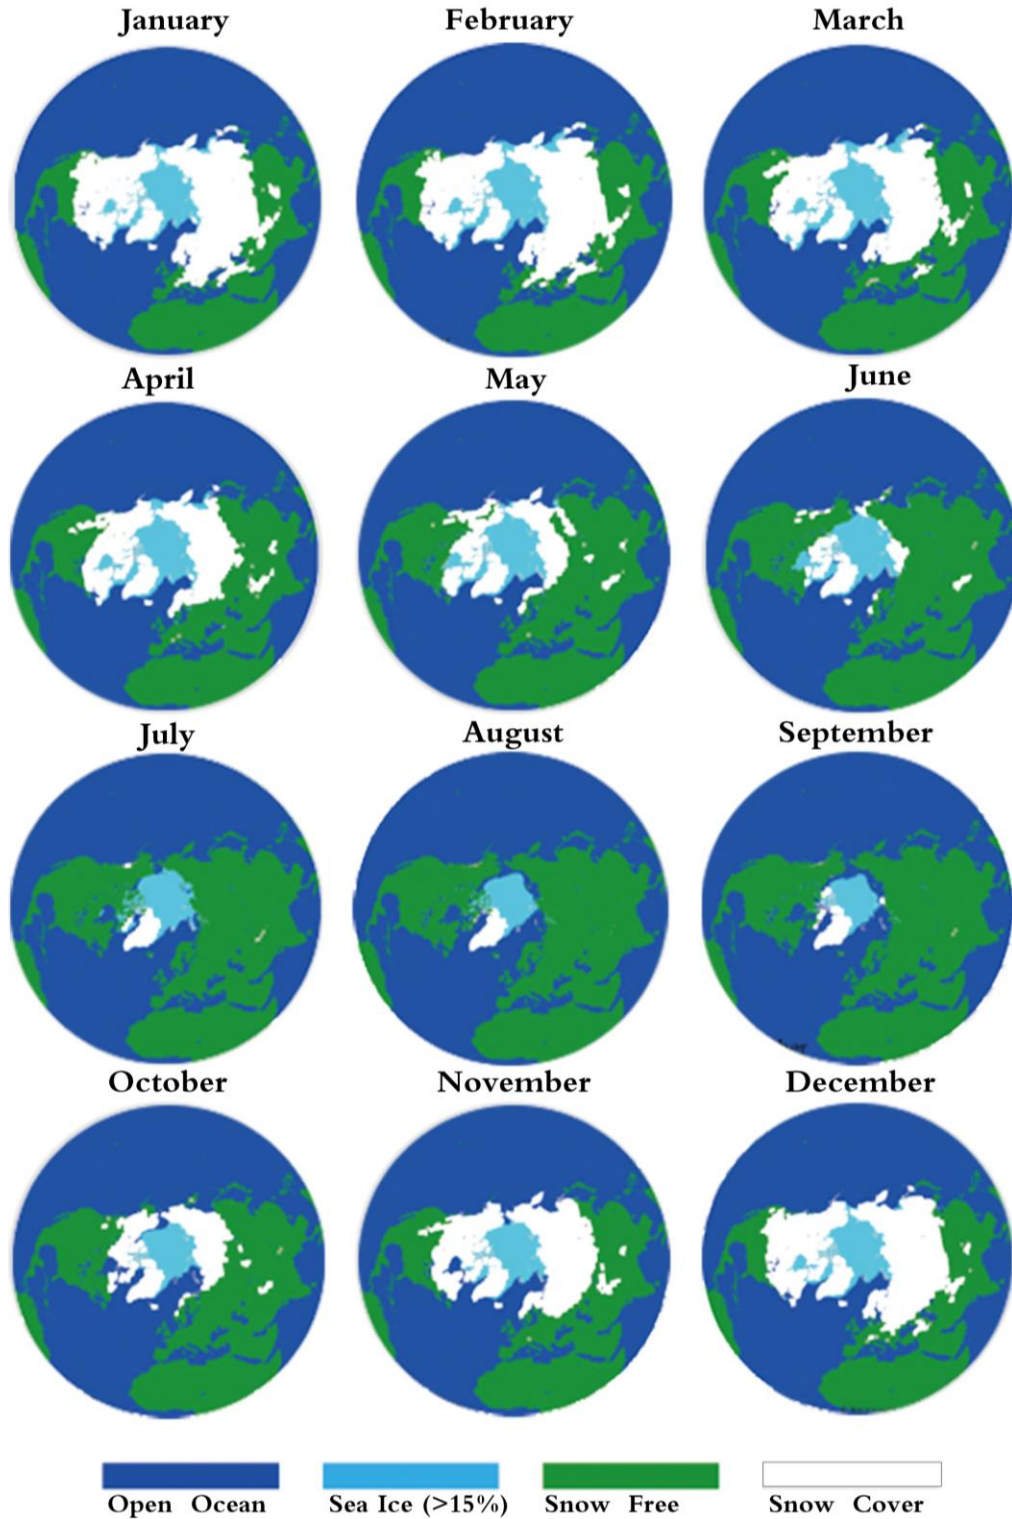 January February March
April May June
July August September
October November December
Open Ocean Sea Ice (>15%) Snow Free Snow Cover